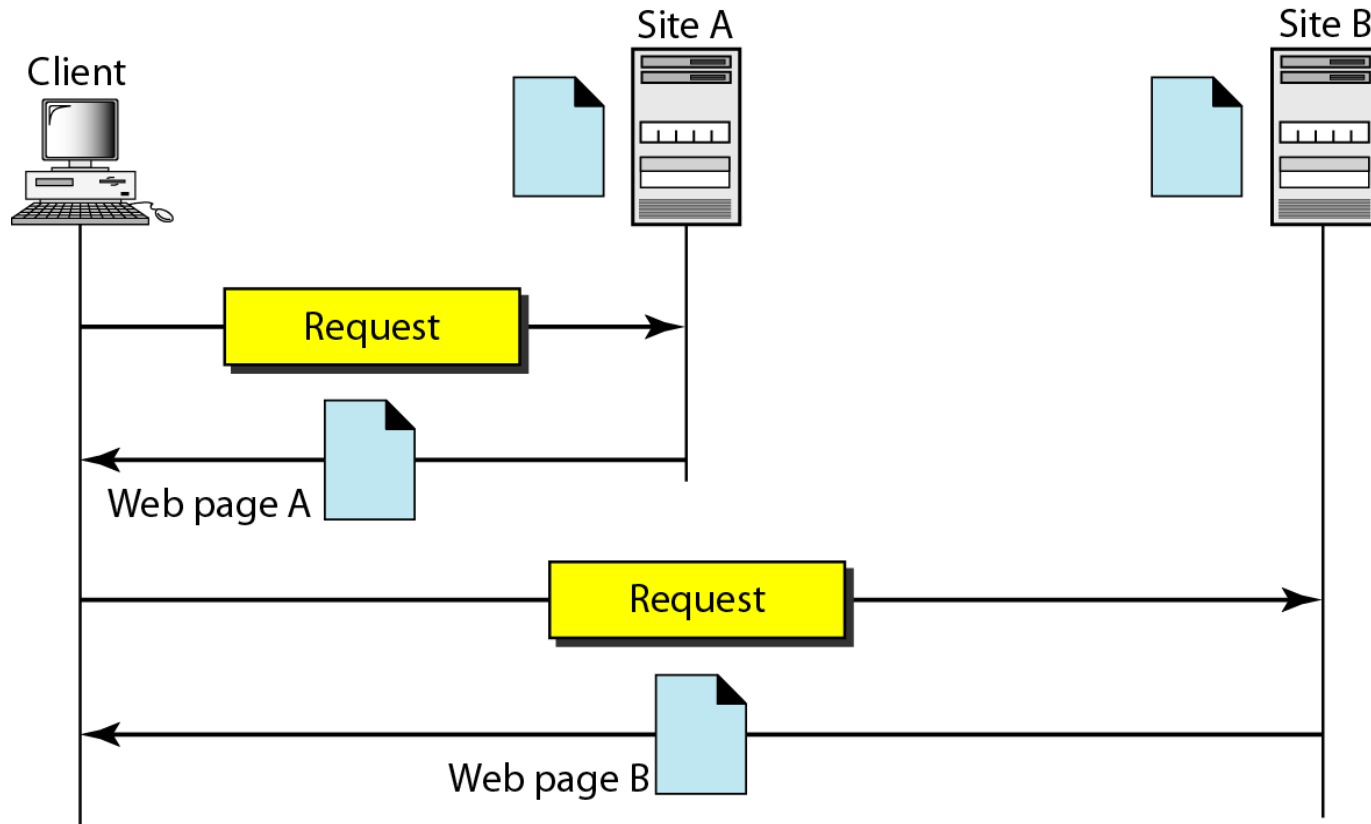 Site A
Site B
Client
Request
Web page A
Request
Web page B